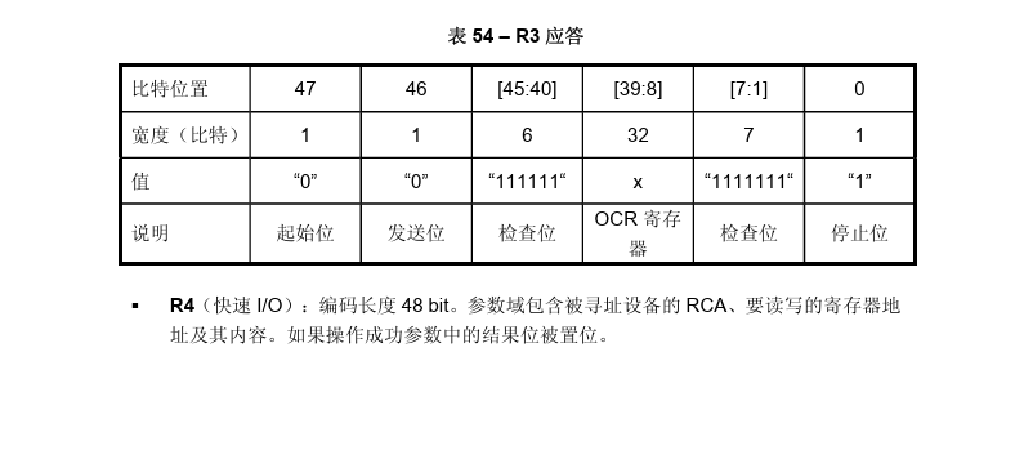 表 54 – R3 应答
比特位置 47 46 [45:40] [39:8] [7:1] 0
宽度（比特） 1 1 6 32 7 1
值 “0” “0” “111111“ x “1111111“ “1”
说明 起始位 发送位 检查位 OCR 寄存器 检查位 停止位
▪ R4（快速 I/O）：编码长度 48 bit。参数域包含被寻址设备的 RCA、要读写的寄存器地
址及其内容。如果操作成功参数中的结果位被置位。